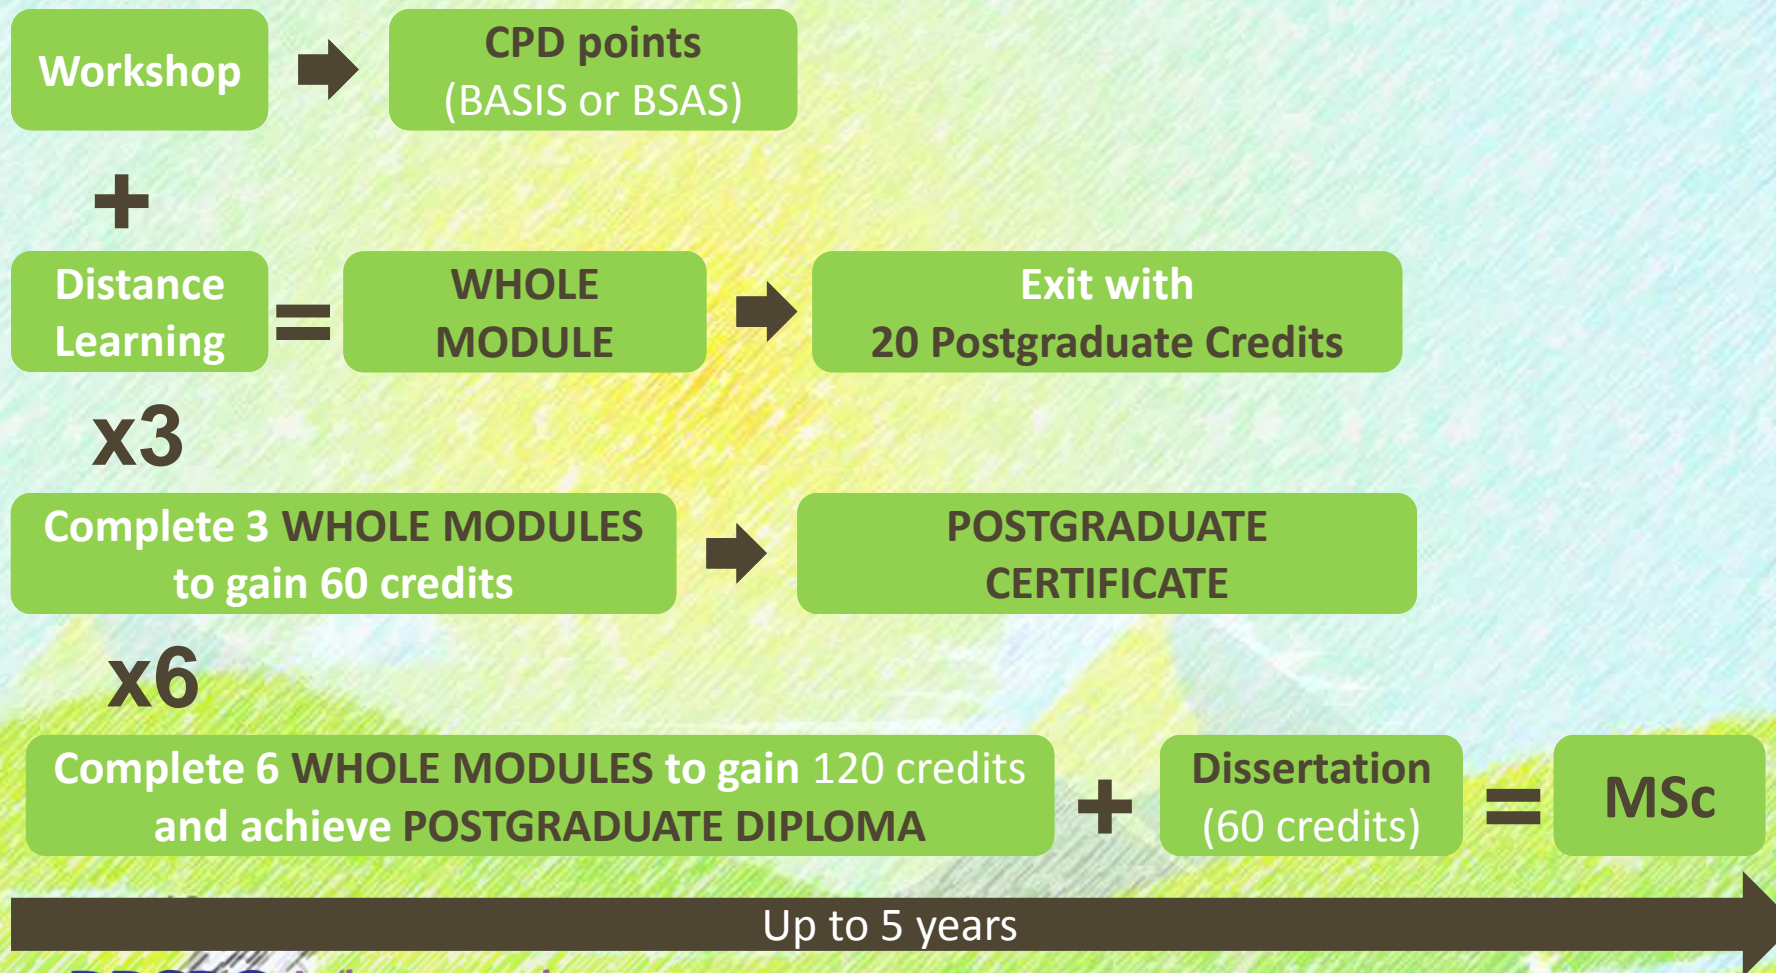 Workshop
CPD points
(BASIS or BSAS)
+
Distance
Learning
=
WHOLE
MODULE
Exit with
20 Postgraduate Credits
x3
Complete 3 WHOLE MODULES
to gain 60 credits
POSTGRADUATE
CERTIFICATE
x6
Complete 6 WHOLE MODULES to gain 120 credits
and achieve POSTGRADUATE DIPLOMA
+
Dissertation
(60 credits)
=
MSc
Up to 5 years